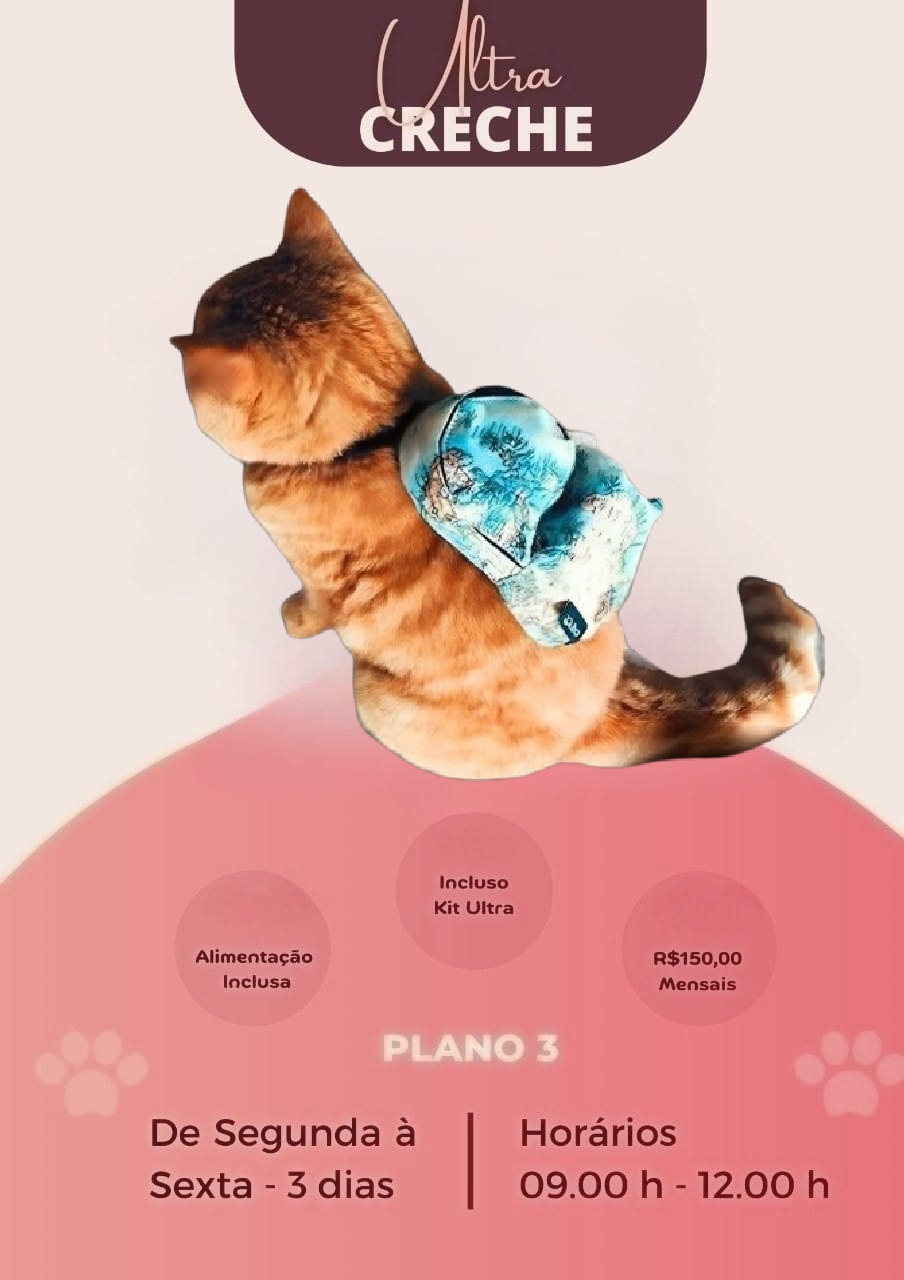 Ultra
CRECHE
Incluso
Kit Ultra
Alimentação
Inclusa
R$150,00
Mensais
PLANO 3
De Segunda à
Sexta - 3 dias
Horários
09.00 h - 12.00 h